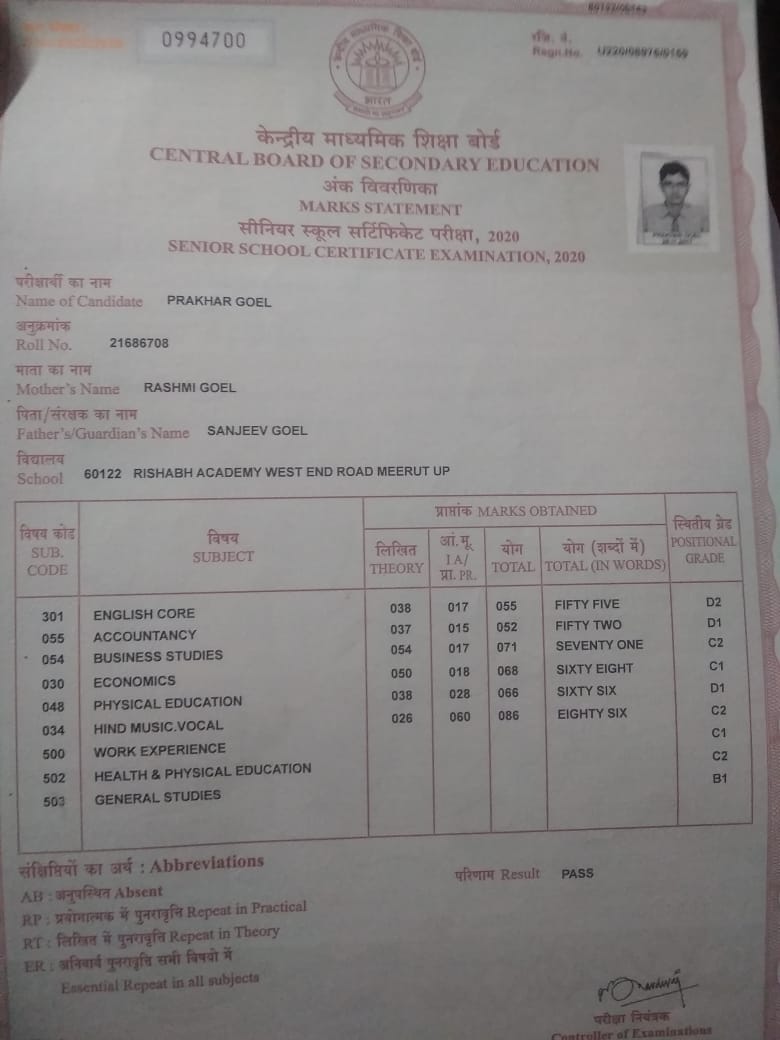 0994700
रजि. नं.
Regn.No.
भारत
केन्द्रीय माध्यमिक शिक्षा बोर्ड
CENTRAL BOARD OF SECONDARY EDUCATION
अंक विवरणिका
MARKS STATEMENT
सीनियर स्कूल सर्टिफिकेट परीक्षा, 2020
SENIOR SCHOOL CERTIFICATE EXAMINATION, 2020
परीक्षार्थी का नाम
Name of Candidate PRAKHAR GOEL
अनुक्रमांक
Roll No. 21686708
माता का नाम
Mother's Name RASHMI GOEL
पिता/संरक्षक का नाम
Father's/Guardian's Name SANJEEV GOEL
विद्यालय
School 60122 RISHABH ACADEMY WEST END ROAD MEERUT UP
विषय कोड
SUB.
CODE
विषय
SUBJECT
प्राप्तांक MARKS OBTAINED
लिखित
THEORY
आं.मू.
I A/
प्रा. PR.
योग
TOTAL
योग (शब्दों में)
TOTAL (IN WORDS)
स्थितीय ग्रेड
POSITIONAL
GRADE
301 ENGLISH CORE 038 017 055 FIFTY FIVE D2
055 ACCOUNTANCY 037 015 052 FIFTY TWO D1
054 BUSINESS STUDIES 054 017 071 SEVENTY ONE C2
030 ECONOMICS 050 018 068 SIXTY EIGHT C1
048 PHYSICAL EDUCATION 038 028 066 SIXTY SIX D1
034 HIND MUSIC.VOCAL 026 060 086 EIGHTY SIX C2
500 WORK EXPERIENCE C1
502 HEALTH & PHYSICAL EDUCATION C2
503 GENERAL STUDIES B1
संक्षिप्तियों का अर्थ : Abbreviations
AB : अनुपस्थित Absent
RP : प्रयोगात्मक में पुनरावृत्ति Repeat in Practical
RT : लिखित में पुनरावृत्ति Repeat in Theory
ER : अनिवार्य पुनरावृत्ति सभी विषयों में
Essential Repeat in all subjects
परिणाम Result PASS
परीक्षा नियंत्रक
Controller of Examinations